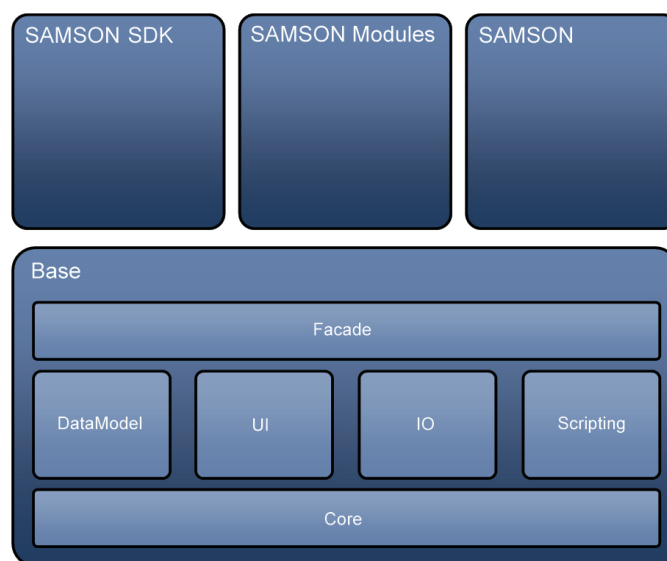 SAMSON SDK
SAMSON Modules
SAMSON
Base
Facade
DataModel
UI
IO
Scripting
Core